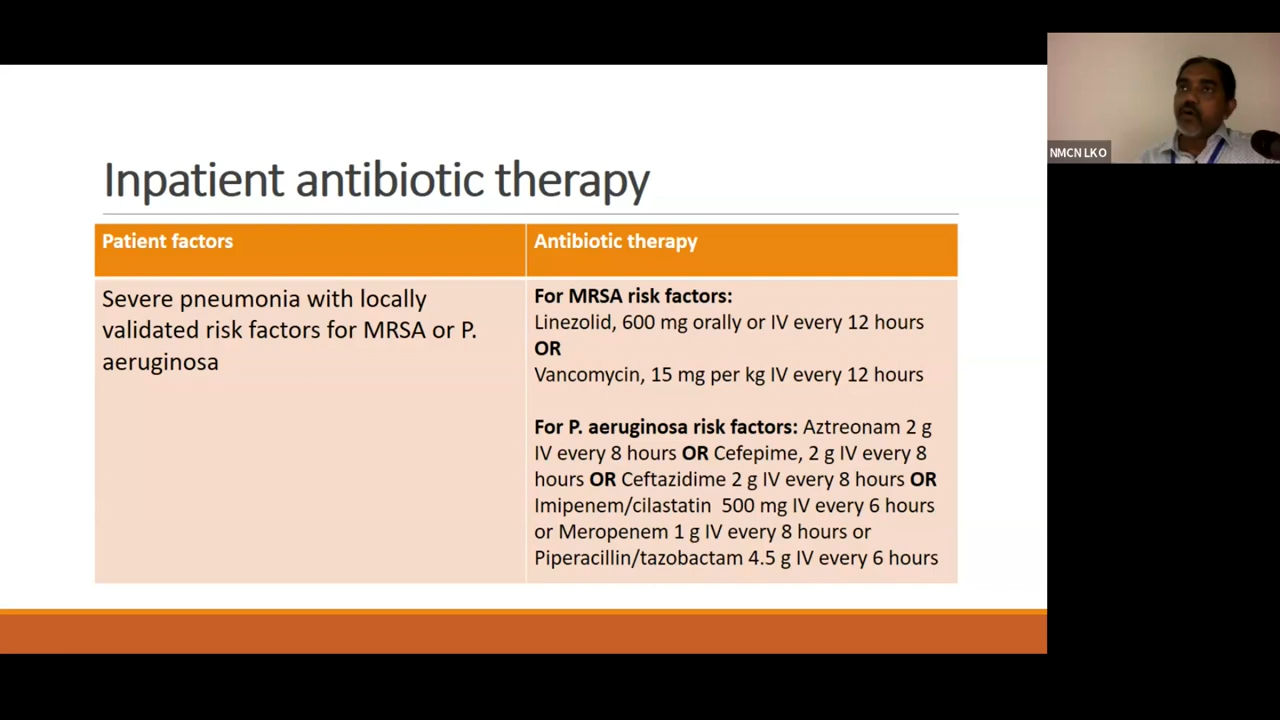 Inpatient antibiotic therapy
Patient factors
Antibiotic therapy
Severe pneumonia with locally
validated risk factors for MRSA or P.
aeruginosa
For MRSA risk factors:
Linezolid, 600 mg orally or IV every 12 hours
OR
Vancomycin, 15 mg per kg IV every 12 hours
For P. aeruginosa risk factors: Aztreonam 2 g
IV every 8 hours OR Cefepime, 2 g IV every 8
hours OR Ceftazidime 2 g IV every 8 hours OR
Imipenem/cilastatin 500 mg IV every 6 hours
or Meropenem 1 g IV every 8 hours or
Piperacillin/tazobactam 4.5 g IV every 6 hours
NMCN LKO